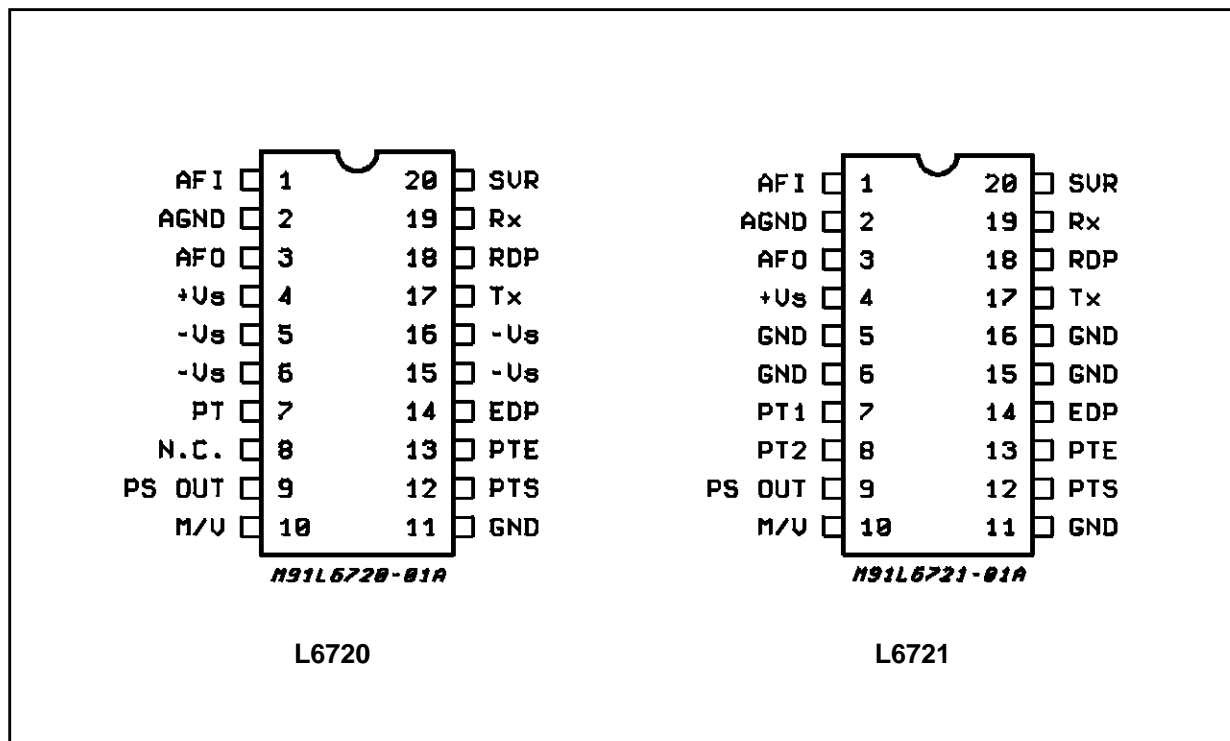 AFI 1 20 SVR
AGND 2 19 Rx
AFO 3 18 RDP
+Vs 4 17 Tx
-Vs 5 16 -Vs
-Vs 6 15 -Vs
PT 7 14 EDP
N.C. 8 13 PTE
PS OUT 9 12 PTS
M/V 10 11 GND
M91L6720-01A
L6720
AFI 1 20 SVR
AGND 2 19 Rx
AFO 3 18 RDP
+Vs 4 17 Tx
GND 5 16 GND
GND 6 15 GND
PT1 7 14 EDP
PT2 8 13 PTE
PS OUT 9 12 PTS
M/V 10 11 GND
M91L6721-01A
L6721